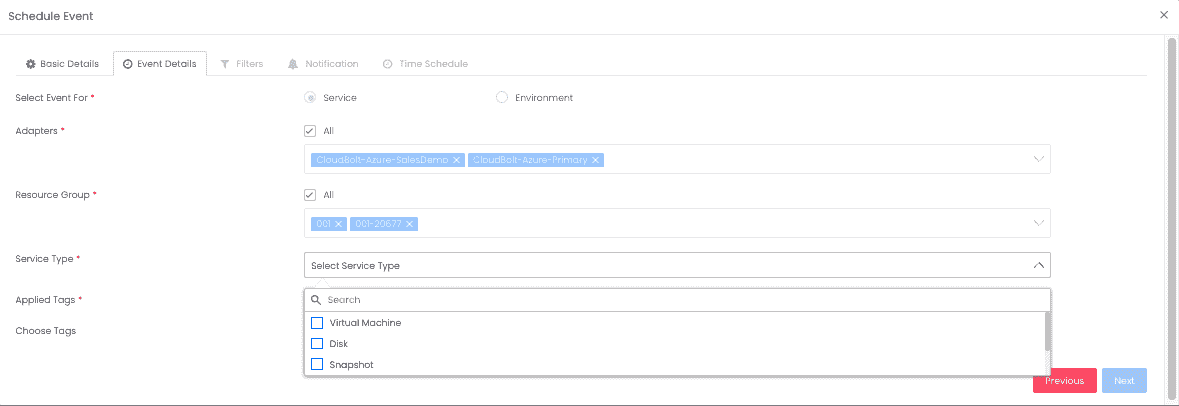 Schedule Event
Basic Details Event Details Filters Notification Time Schedule
Select Event For * Service Environment
Adapters * All
CloudBolt-Azure-SalesDemo CloudBolt-Azure-Primary
Resource Group * All
001 001-20677
Service Type * Select Service Type
Applied Tags * Search
Choose Tags Virtual Machine
Disk
Snapshot
Previous Next